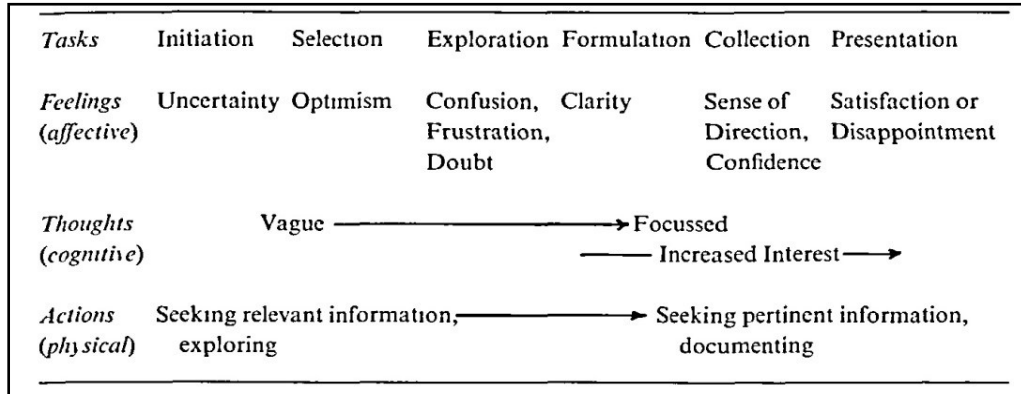 Tasks Initiation Selection Exploration Formulation Collection Presentation
Feelings Uncertainty Optimism Confusion, Clarity Sense of Satisfaction or
(affective) Frustration, Direction, Disappointment
Doubt Confidence
Thoughts Vague Focussed
(cognitive) Increased Interest
Actions Seeking relevant information, Seeking pertinent information,
(physical) exploring documenting